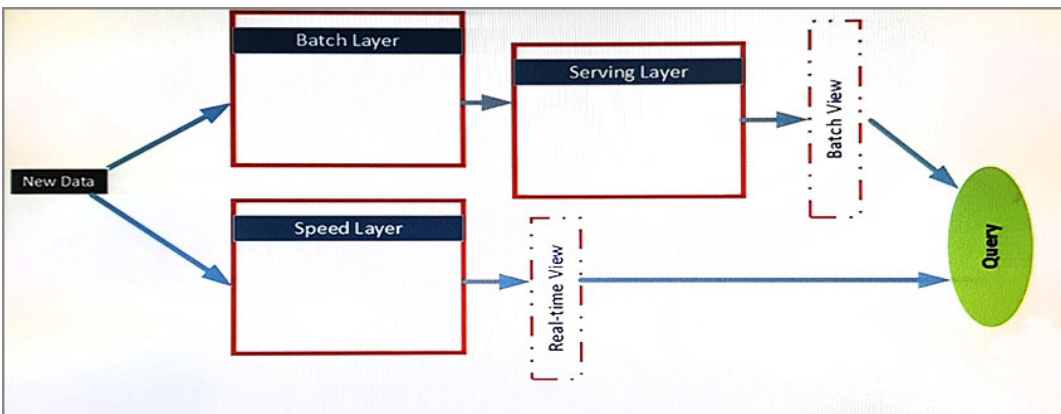 Batch Layer
Serving Layer
Batch View
New Data
Speed Layer
Real-time View
Query